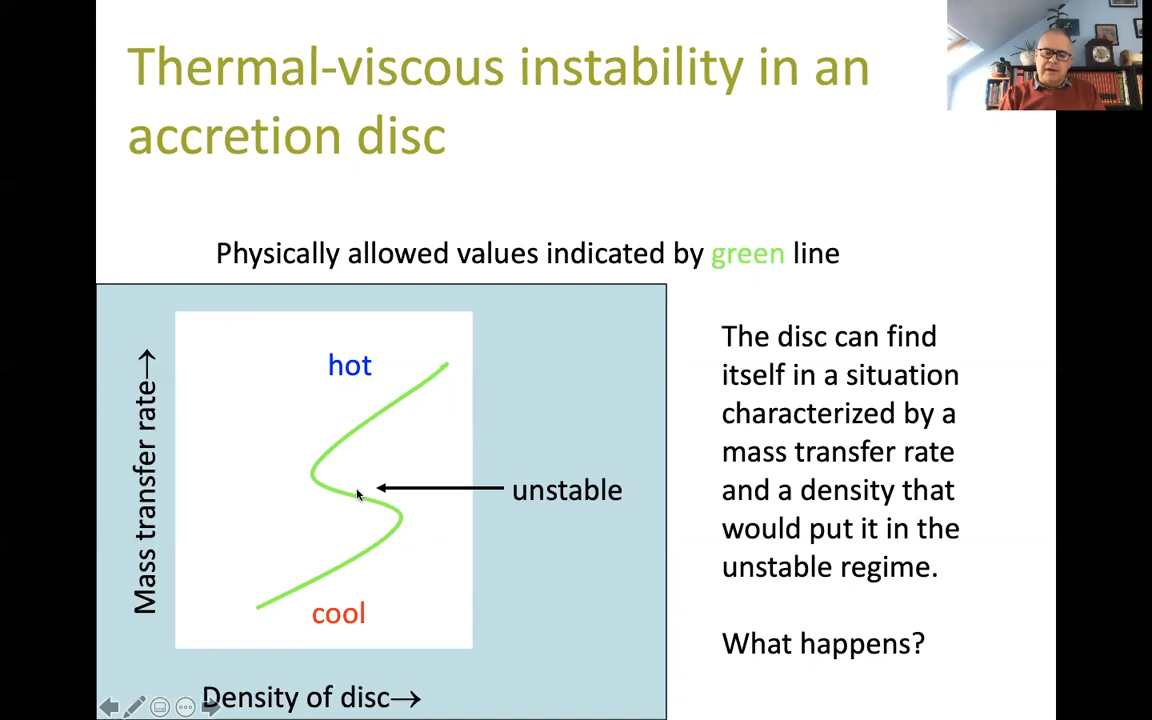 Thermal-viscous instability in an
accretion disc
Physically allowed values indicated by green line
Mass transfer rate→
hot
unstable
cool
Density of disc→
The disc can find
itself in a situation
characterized by a
mass transfer rate
and a density that
would put it in the
unstable regime.
What happens?